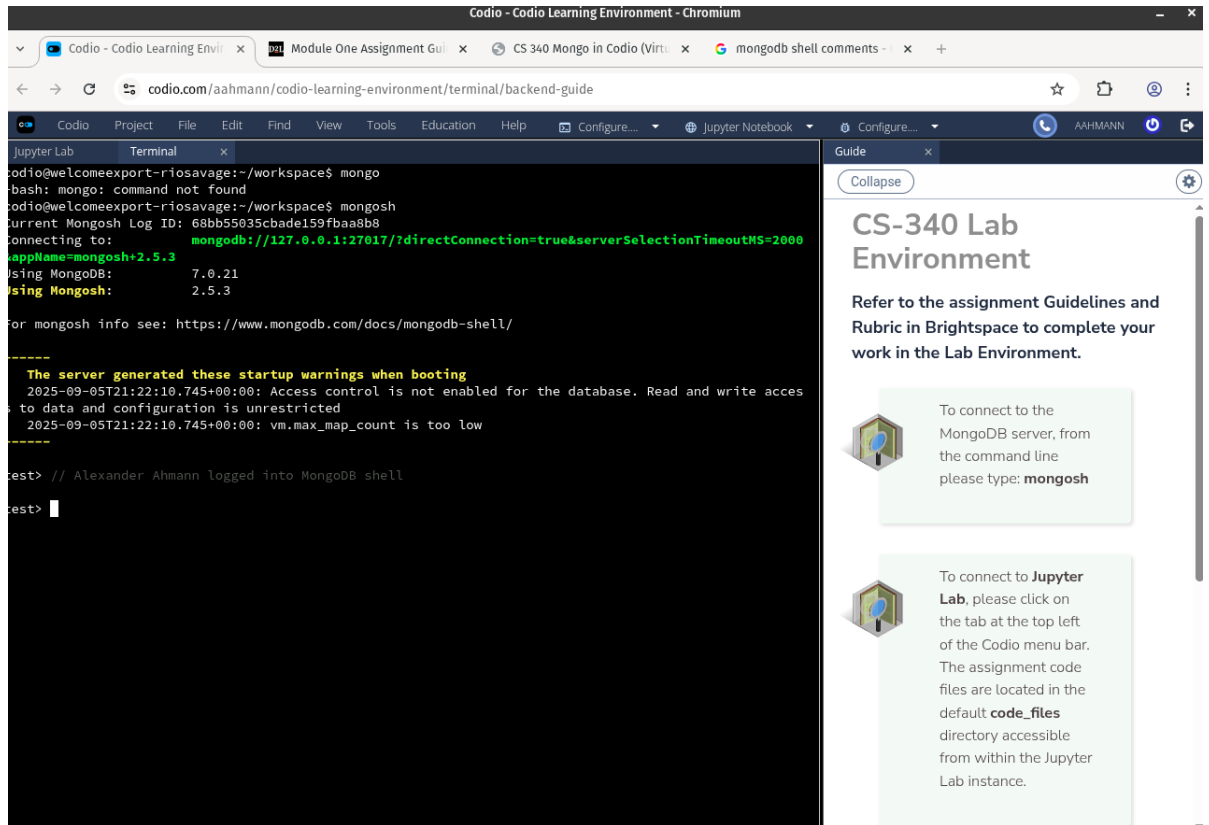 Codio - Codio Learning Environment - Chromium
Codio - Codio Learning Envir
D2L Module One Assignment Gui
CS 340 Mongo in Codio (Virtu
mongodb shell comments -
codio.com/aahmann/codio-learning-environment/terminal/backend-guide
Codio Project File Edit Find View Tools Education Help Configure.... Jupyter Notebook Configure.... AAHMANN
Jupyter Lab Terminal
codio@welcomeexport-riosavage:~/workspace$ mongo
-bash: mongo: command not found
codio@welcomeexport-riosavage:~/workspace$ mongosh
Current Mongosh Log ID: 68bb55035cbade159fbaa8b8
Connecting to: mongodb://127.0.0.1:27017/?directConnection=true&serverSelectionTimeoutMS=2000
&appName=mongosh+2.5.3
Using MongoDB: 7.0.21
Using Mongosh: 2.5.3
For mongosh info see: https://www.mongodb.com/docs/mongodb-shell/
------
The server generated these startup warnings when booting
2025-09-05T21:22:10.745+00:00: Access control is not enabled for the database. Read and write acces
s to data and configuration is unrestricted
2025-09-05T21:22:10.745+00:00: vm.max_map_count is too low
------
test> // Alexander Ahmann logged into MongoDB shell
test>
Guide
Collapse
CS-340 Lab
Environment
Refer to the assignment Guidelines and
Rubric in Brightspace to complete your
work in the Lab Environment.
To connect to the
MongoDB server, from
the command line
please type: mongosh
To connect to Jupyter
Lab, please click on
the tab at the top left
of the Codio menu bar.
The assignment code
files are located in the
default code_files
directory accessible
from within the Jupyter
Lab instance.